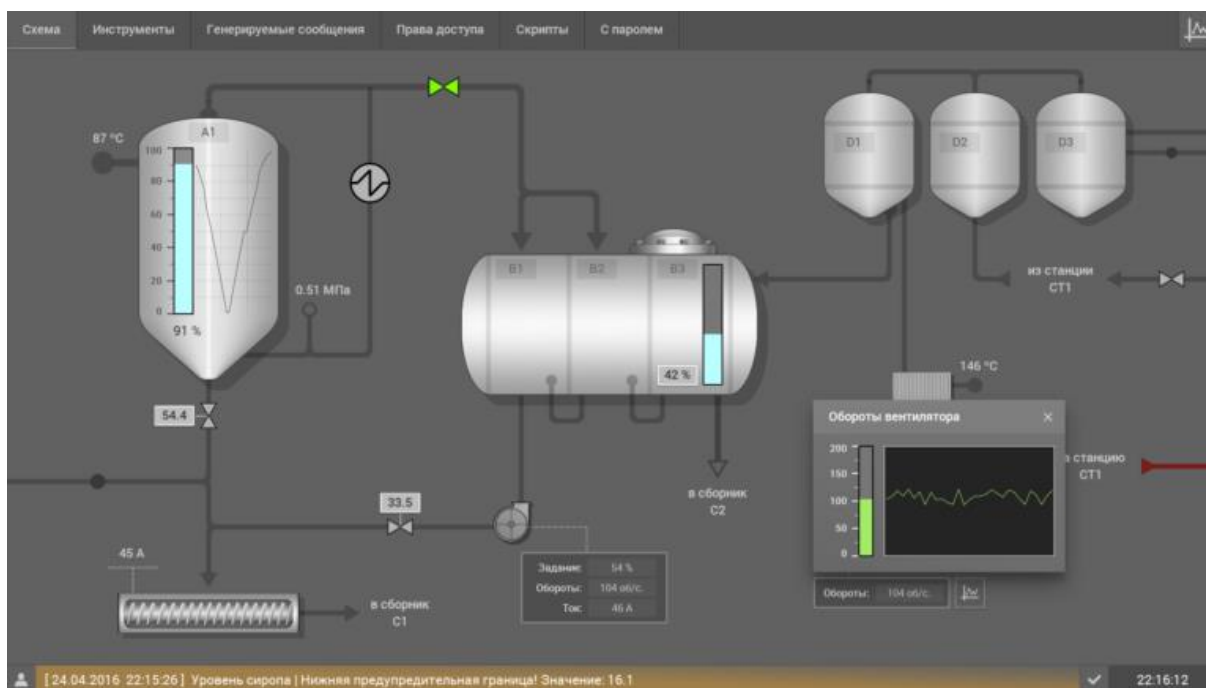 Схема Инструменты Генерируемые сообщения Права доступа Скрипты С паролем
A1
87 °C
100
80
60
40
20
0
91 %
0.51 МПа
54.4
B1 B2 B3
42 %
D1 D2 D3
из станции
СТ1
146 °C
Обороты вентилятора ×
200
150
100
50
0
станцию
СТ1
в сборник
С2
33.5
45 А
в сборник
С1
Задание: 54 %
Обороты: 104 об/с.
Ток: 46 А
Обороты: 104 об/с.
[ 24.04.2016 22:15:26 ] Уровень сиропа | Нижняя предупредительная граница! Значение: 16.1
22:16:12